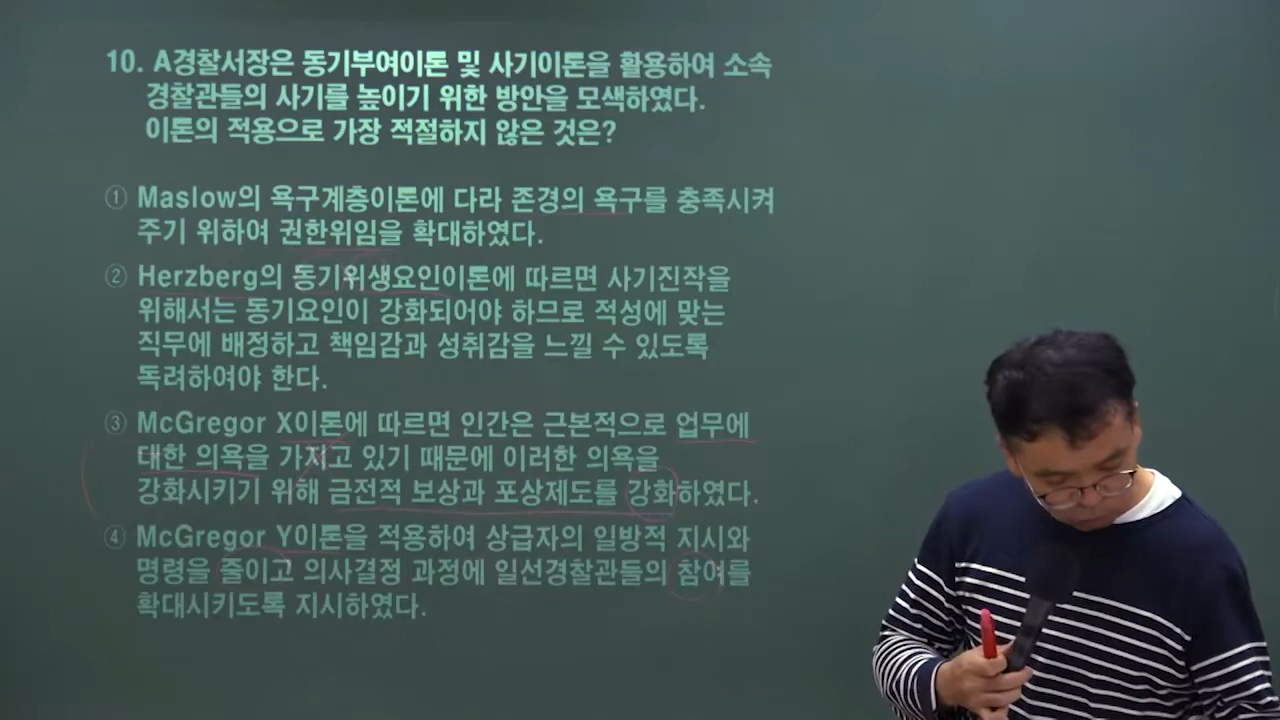 10. A경찰서장은 동기부여이론 및 사기이론을 활용하여 소속
경찰관들의 사기를 높이기 위한 방안을 모색하였다.
이론의 적용으로 가장 적절하지 않은 것은?
① Maslow의 욕구계층이론에 다라 존경의 욕구를 충족시켜
주기 위하여 권한위임을 확대하였다.
② Herzberg의 동기위생요인이론에 따르면 사기진작을
위해서는 동기요인이 강화되어야 하므로 적성에 맞는
직무에 배정하고 책임감과 성취감을 느낄 수 있도록
독려하여야 한다.
③ McGregor X이론에 따르면 인간은 근본적으로 업무에
대한 의욕을 가지고 있기 때문에 이러한 의욕을
강화시키기 위해 금전적 보상과 포상제도를 강화하였다.
④ McGregor Y이론을 적용하여 상급자의 일방적 지시와
명령을 줄이고 의사결정 과정에 일선경찰관들의 참여를
확대시키도록 지시하였다.